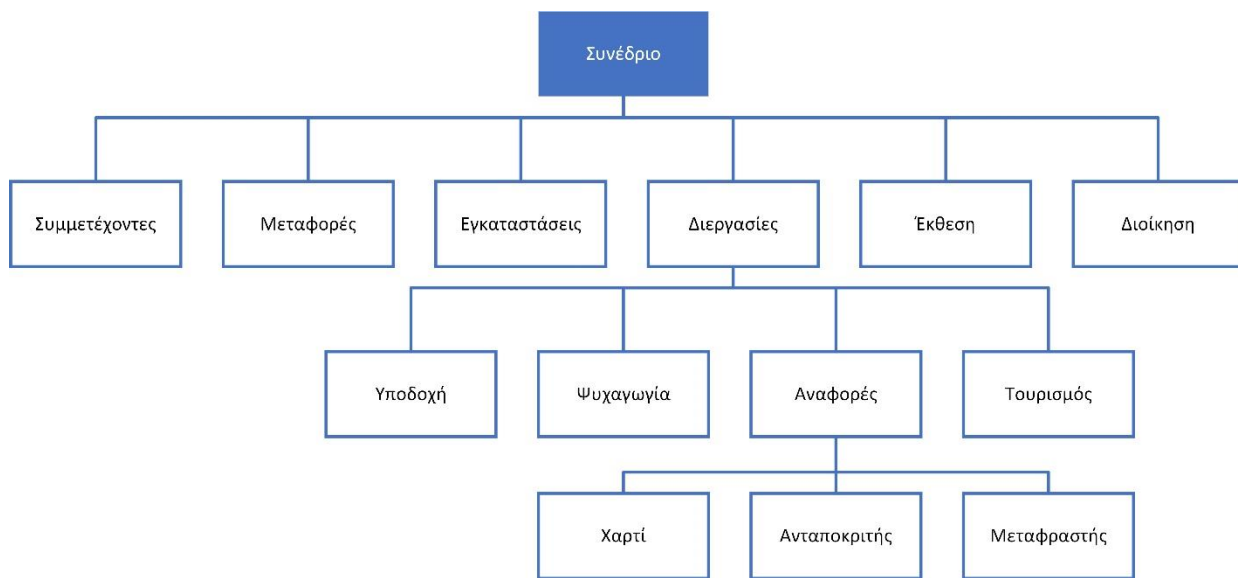 Συνέδριο
Συμμετέχοντες
Μεταφορές
Εγκαταστάσεις
Διεργασίες
Έκθεση
Διοίκηση
Υποδοχή
Ψυχαγωγία
Αναφορές
Τουρισμός
Χαρτί
Ανταποκριτής
Μεταφραστής